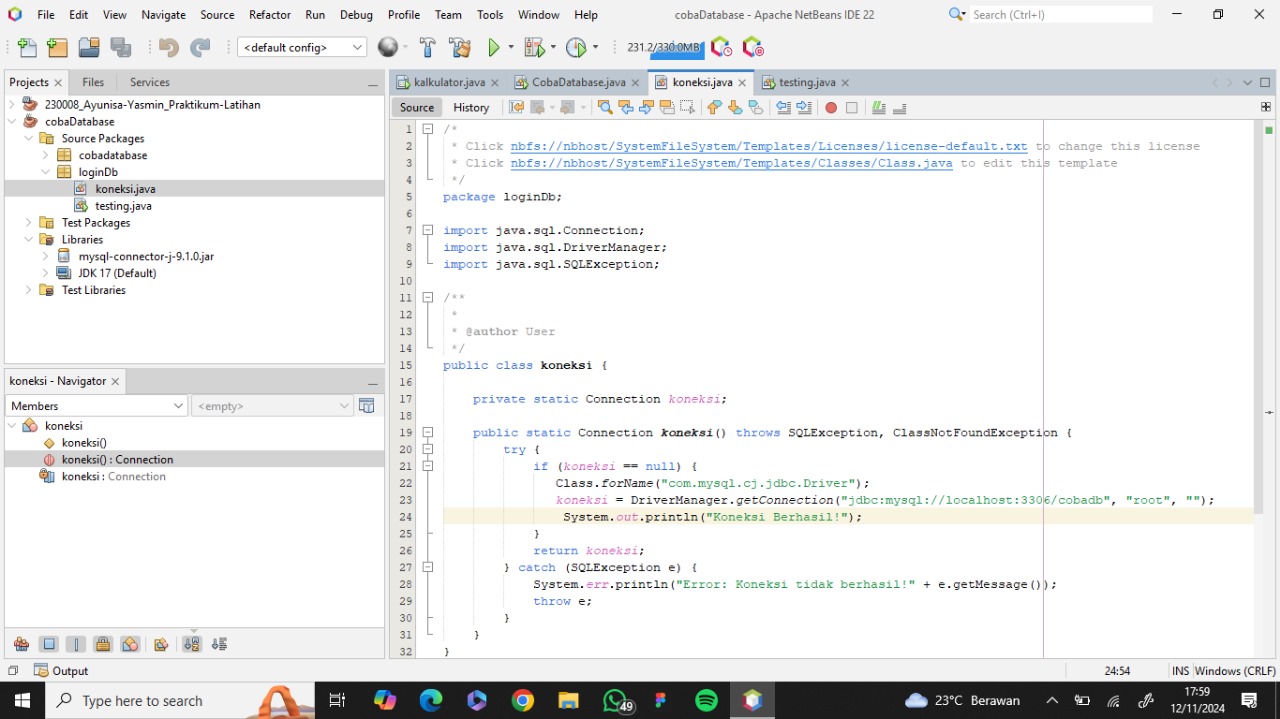 File Edit View Navigate Source Refactor Run Debug Profile Team Tools Window Help
cobaDatabase - Apache NetBeans IDE 22
Search (Ctrl+I)
<default config>
231.2/330.0MB
Projects
Files
Services
230008_Ayunisa-Yasmin_Praktikum-Latihan
cobaDatabase
Source Packages
cobadatabase
loginDb
koneksi.java
testing.java
Test Packages
Libraries
mysql-connector-j-9.1.0.jar
JDK 17 (Default)
Test Libraries
koneksi - Navigator
Members
<empty>
koneksi
koneksi()
koneksi() : Connection
koneksi : Connection
kalkulator.java
CobaDatabase.java
koneksi.java
testing.java
Source
History
1 /*
2 * Click nbfs://nbhost/SystemFileSystem/Templates/Licenses/license-default.txt to change this license
3 * Click nbfs://nbhost/SystemFileSystem/Templates/Classes/Class.java to edit this template
4 */
5 package loginDb;
6
7 import java.sql.Connection;
8 import java.sql.DriverManager;
9 import java.sql.SQLException;
10
11 /**
12 *
13 * @author User
14 */
15 public class koneksi {
16
17 private static Connection koneksi;
18
19 public static Connection koneksi() throws SQLException, ClassNotFoundException {
20 try {
21 if (koneksi == null) {
22 Class.forName("com.mysql.cj.jdbc.Driver");
23 koneksi = DriverManager.getConnection("jdbc:mysql://localhost:3306/cobadb", "root", "");
24 System.out.println("Koneksi Berhasil!");
25 }
26 return koneksi;
27 } catch (SQLException e) {
28 System.err.println("Error: Koneksi tidak berhasil!" + e.getMessage());
29 throw e;
30 }
31 }
32 }
Output
24:54
INS
Windows (CRLF)
Type here to search
49
23°C Berawan
17:59
12/11/2024